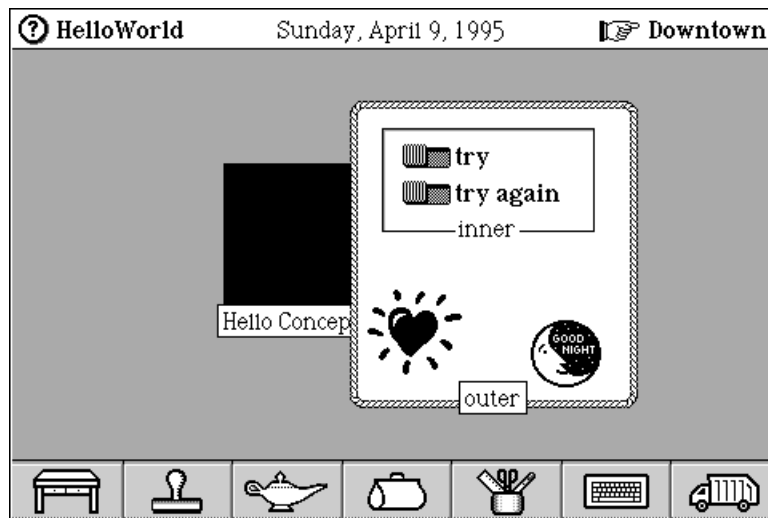 HelloWorld
Sunday, April 9, 1995
Downtown
try
try again
inner
Hello Concep
GOOD
NIGHT
outer